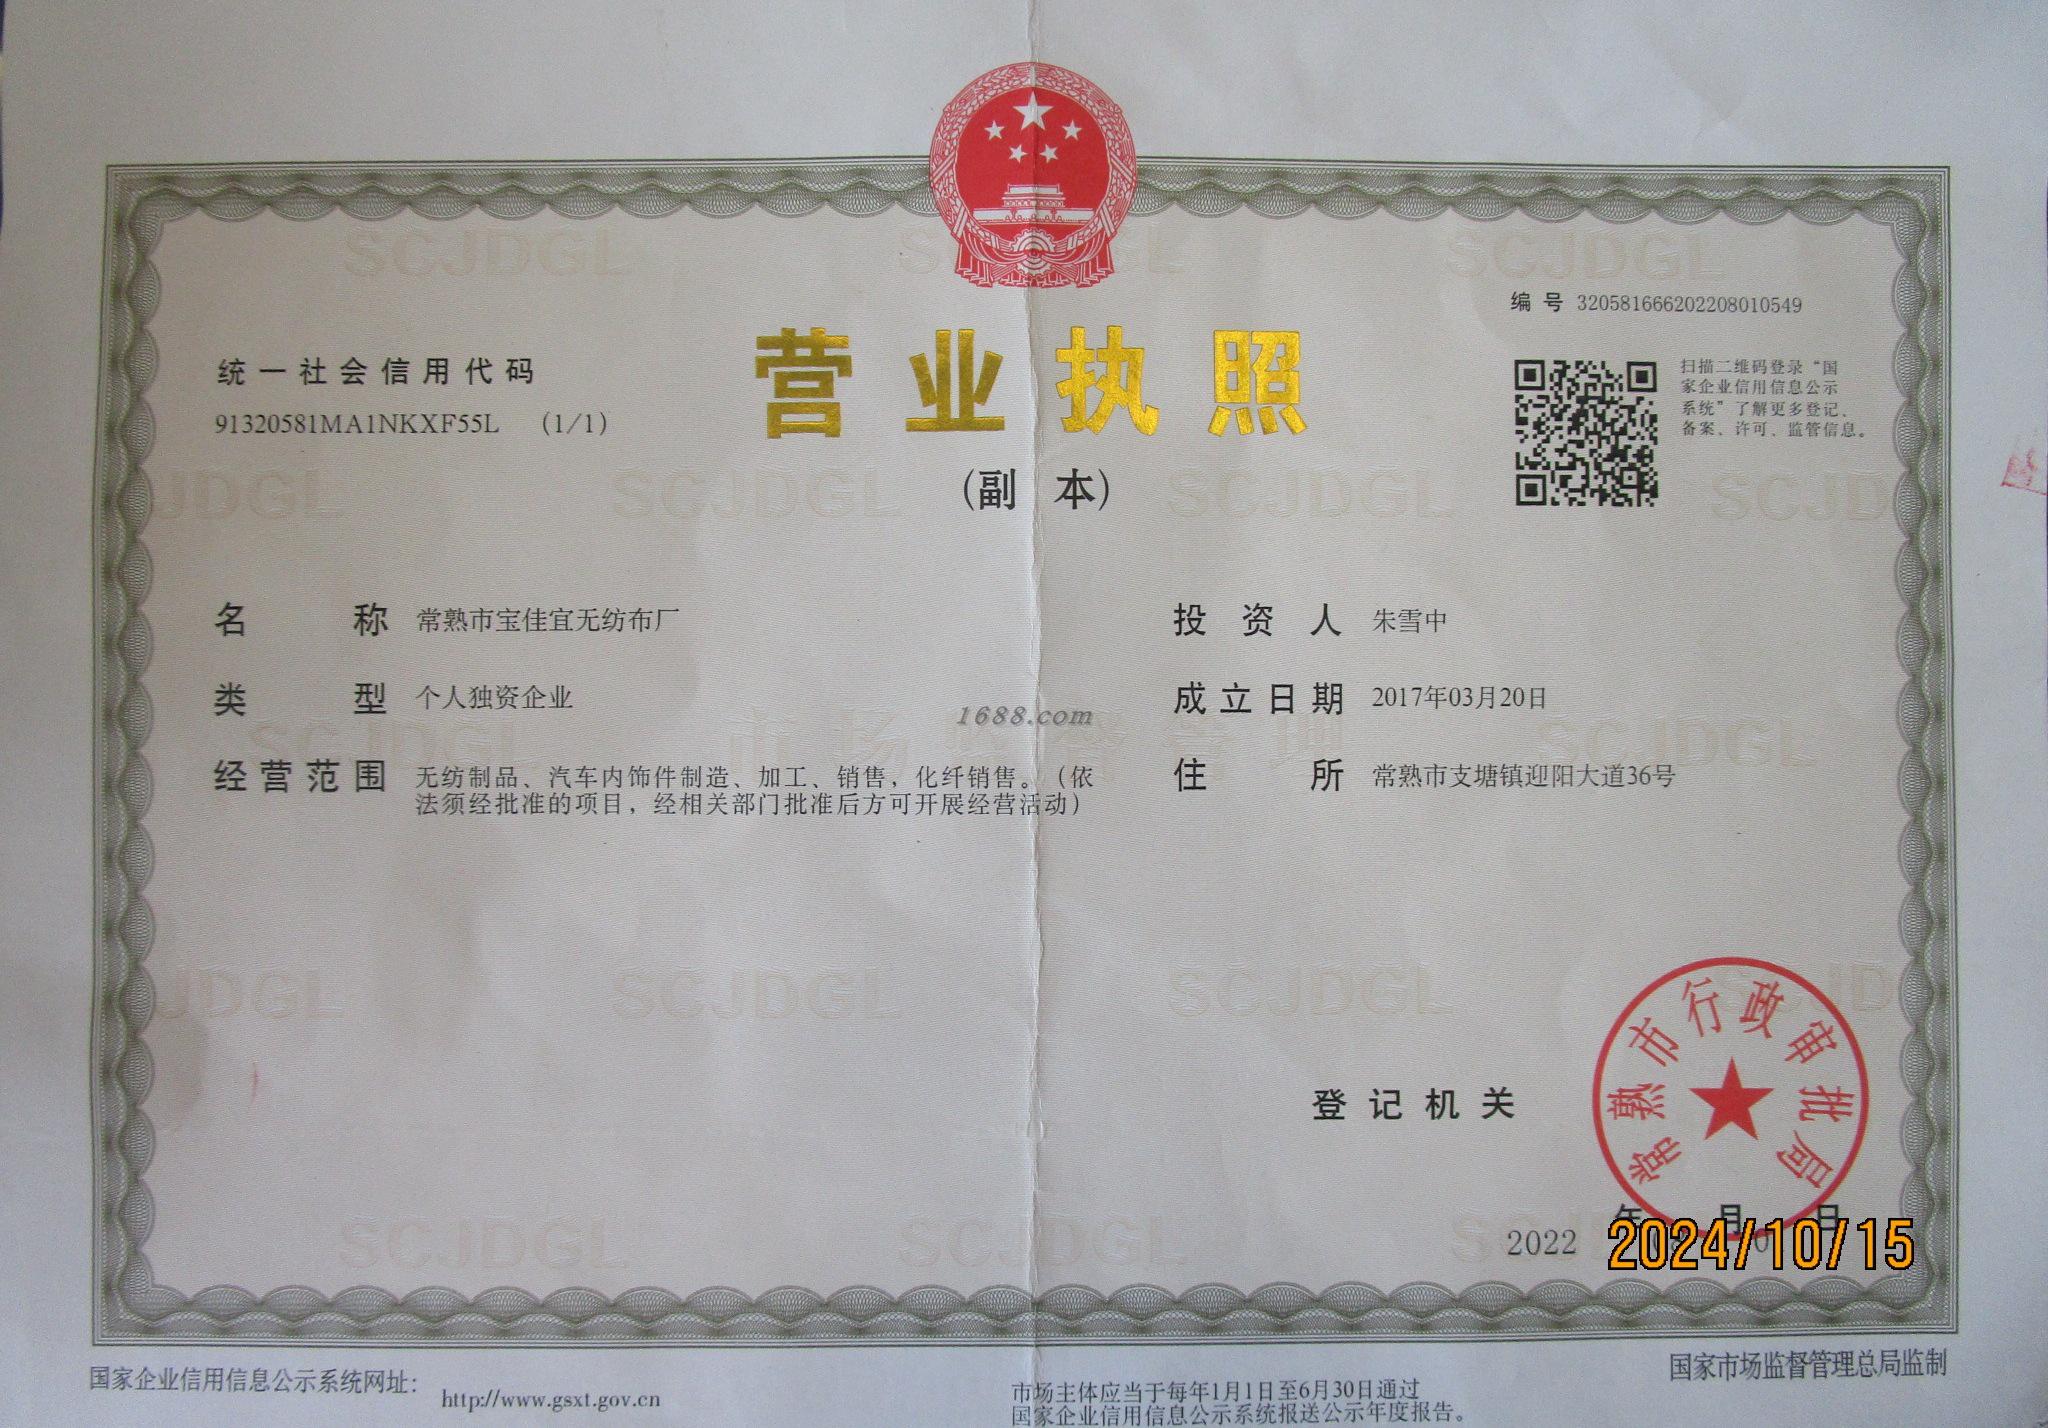 编号 320581666202208010549
统一社会信用代码
91320581MA1NKXF55L (1/1)
营业执照
(副 本)
扫描二维码登录“国
家企业信用信息公示
系统”了解更多登记、
备案、许可、监管信息。
名称 常熟市宝佳宜无纺布厂
类型 个人独资企业
经营范围 无纺制品、汽车内饰件制造、加工、销售，化纤销售。（依
法须经批准的项目，经相关部门批准后方可开展经营活动）
投资人 朱雪中
成立日期 2017年03月20日
住所 常熟市支塘镇迎阳大道36号
1688.com
登记机关
常熟市行政审批局
2022 年 月 日
2024/10/15
国家企业信用信息公示系统网址：
http://www.gsxt.gov.cn
市场主体应当于每年1月1日至6月30日通过
国家企业信用信息公示系统报送公示年度报告。
国家市场监督管理总局监制